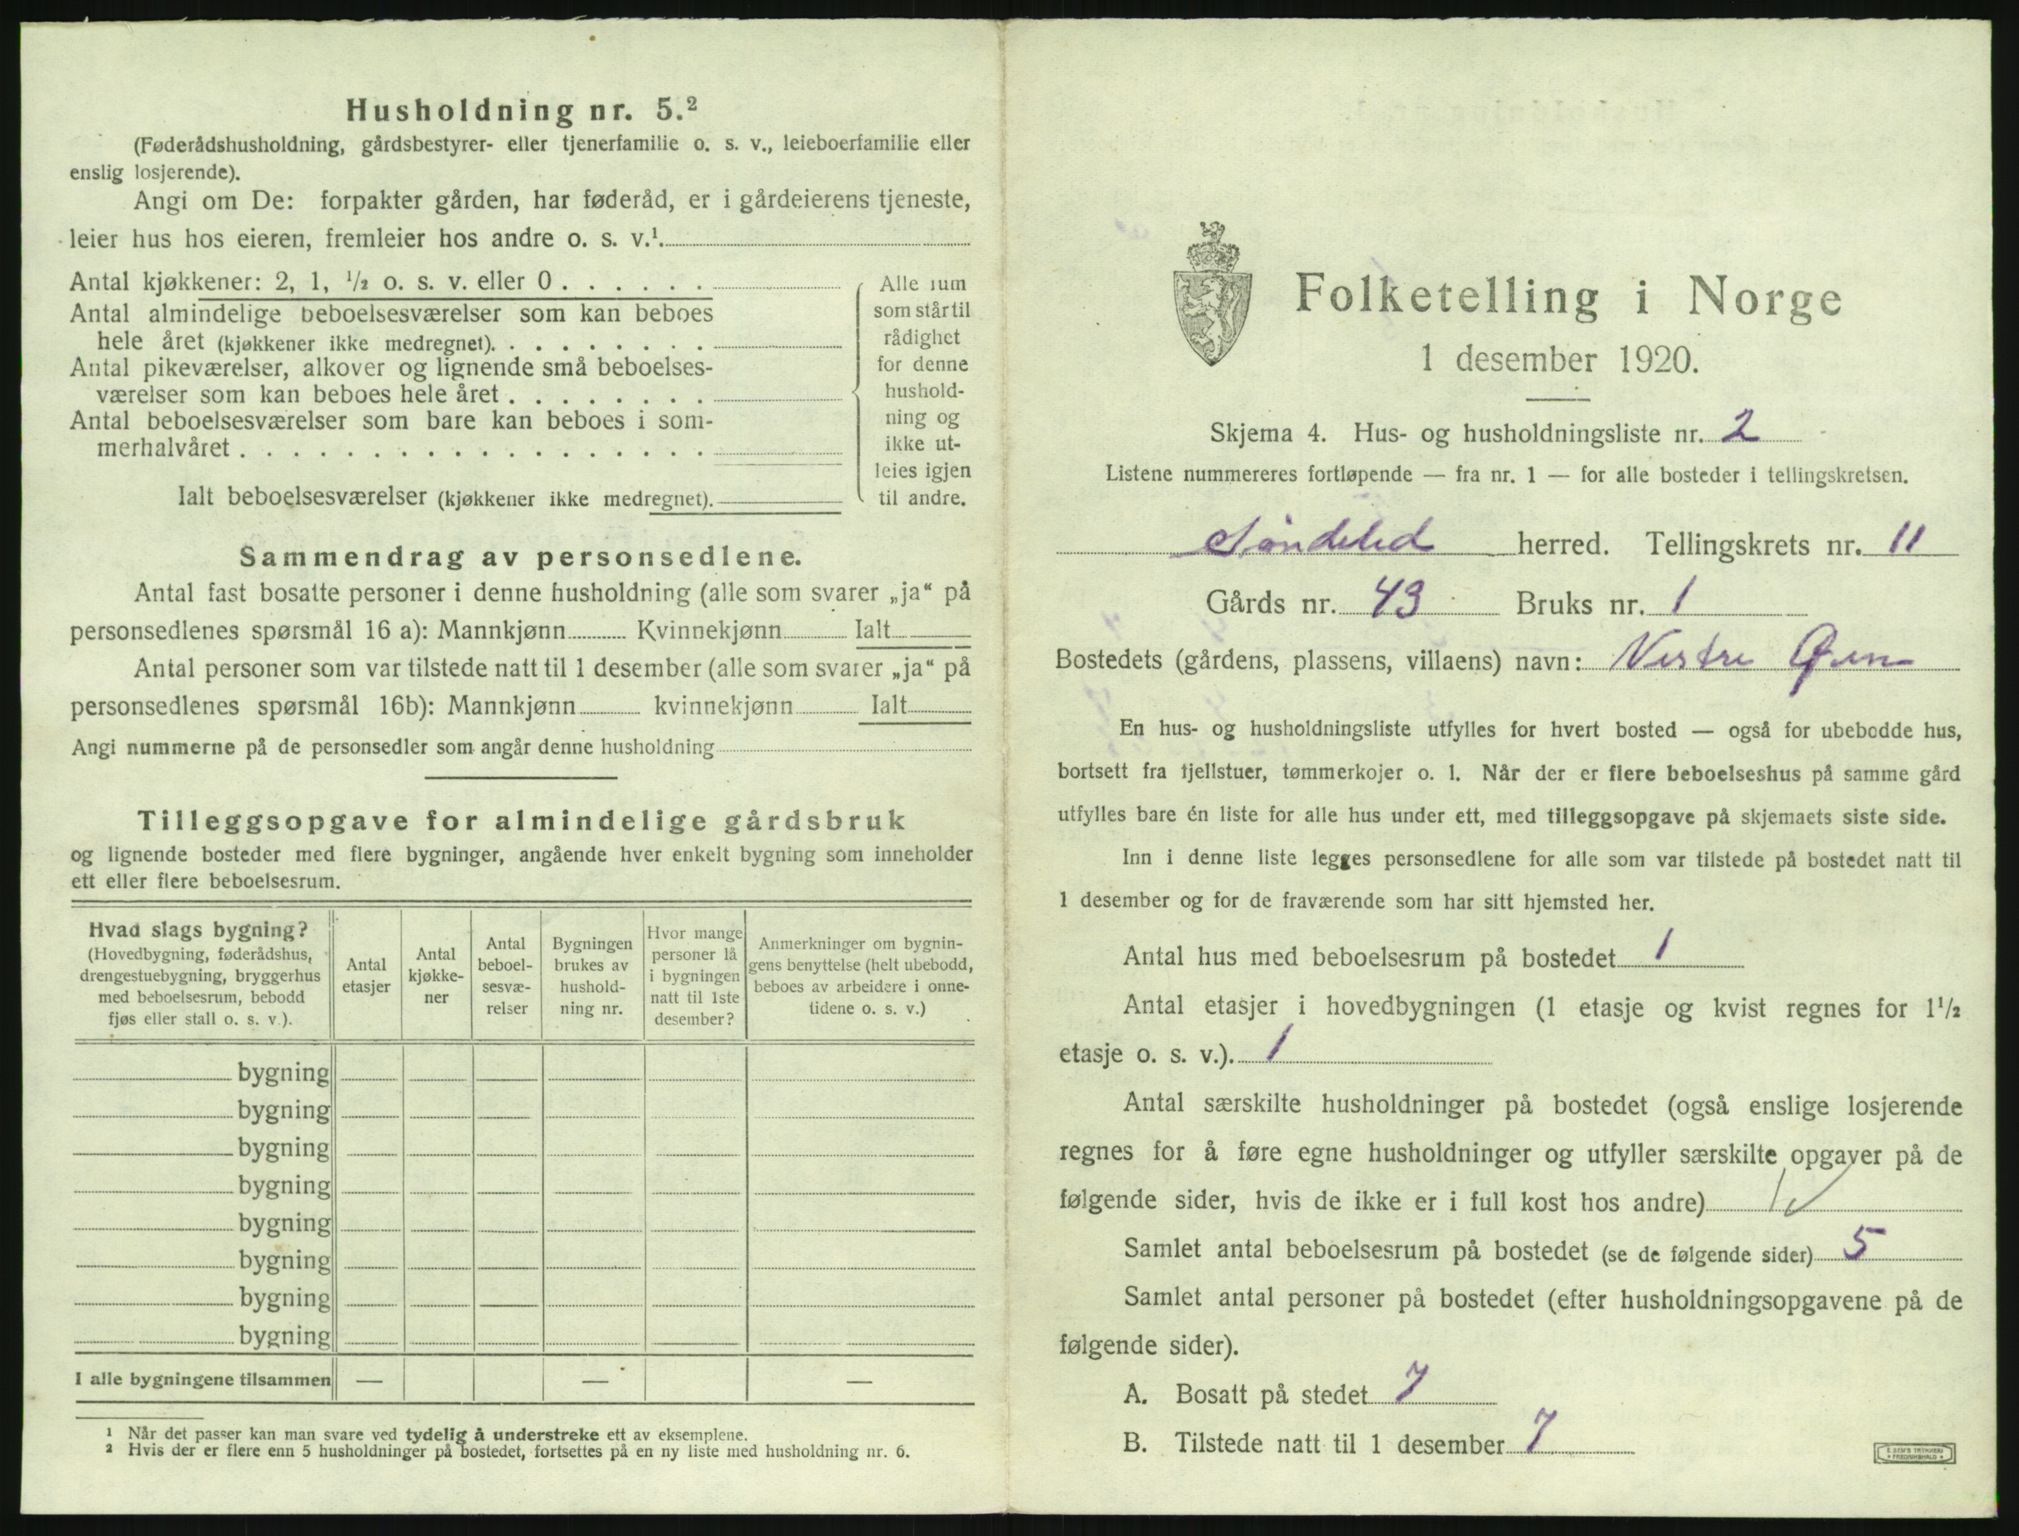 Husholdning nr. 5.²
(Føderådshusholdning, gårdsbestyrer- eller tjenerfamilie o. s. v., leieboerfamilie eller
enslig losjerende).
Angi om De: forpakter gården, har føderåd, er i gårdeierens tjeneste,
leier hus hos eieren, fremleier hos andre o. s. v.¹
Antal kjøkkener: 2, 1, ½ o. s. v. eller 0 . . . . . .
Antal almindelige beboelsesværelser som kan beboes
hele året (kjøkkener ikke medregnet). . . . . . . . .
Antal pikeværelser, alkover og lignende små beboelses-
værelser som kan beboes hele året . . . . . . . .
Antal beboelsesværelser som bare kan beboes i som-
merhalvåret . . . . . . . . . . . . . . . . . .
Ialt beboelsesværelser (kjøkkener ikke medregnet).
Alle rum
som står til
rådighet
for denne
hushold-
ning og
ikke ut-
leies igjen
til andre.
Sammendrag av personsedlene.
Antal fast bosatte personer i denne husholdning (alle som svarer „ja“ på
personsedlenes spørsmål 16 a): Mannkjønn Kvinnekjønn Ialt
Antal personer som var tilstede natt til 1 desember (alle som svarer „ja“ på
personsedlenes spørsmål 16b): Mannkjønn kvinnekjønn Ialt
Angi nummerne på de personsedler som angår denne husholdning
Tilleggsopgave for almindelige gårdsbruk
og lignende bosteder med flere bygninger, angående hver enkelt bygning som inneholder
ett eller flere beboelsesrum.
Hvad slags bygning?
(Hovedbygning, føderådshus,
drengestuebygning, bryggerhus
med beboelsesrum, bebodd
fjøs eller stall o. s. v.).
Antal
etasjer
Antal
kjøkke-
ner
Antal
beboel-
sesvæ-
relser
Bygningen
brukes av
hushold-
ning nr.
Hvor mange
personer lå
i bygningen
natt til 1ste
desember?
Anmerkninger om bygnin-
gens benyttelse (helt ubebodd,
beboes av arbeidere i onne-
tidene o. s. v.)
bygning
bygning
bygning
bygning
bygning
bygning
bygning
bygning
I alle bygningene tilsammen — — —
¹ Når det passer kan man svare ved tydelig å understreke ett av eksemplene.
² Hvis der er flere enn 5 husholdninger på bostedet, fortsettes på en ny liste med husholdning nr. 6.
Folketelling i Norge
1 desember 1920.
Skjema 4. Hus- og husholdningsliste nr. 2
Listene nummereres fortløpende — fra nr. 1 — for alle bosteder i tellingskretsen.
Søndeled herred. Tellingskrets nr. 11
Gårds nr. 43 Bruks nr. 1
Bostedets (gårdens, plassens, villaens) navn: Vestre
En hus- og husholdningsliste utfylles for hvert bosted — også for ubebodde hus,
bortsett fra fjellstuer, tømmerkojer o. l. Når der er flere beboelseshus på samme gård
utfylles bare én liste for alle hus under ett, med tilleggsopgave på skjemaets siste side.
Inn i denne liste legges personsedlene for alle som var tilstede på bostedet natt til
1 desember og for de fraværende som har sitt hjemsted her.
Antal hus med beboelsesrum på bostedet 1
Antal etasjer i hovedbygningen (1 etasje og kvist regnes for 1½
etasje o. s. v.). 1
Antal særskilte husholdninger på bostedet (også enslige losjerende
regnes for å føre egne husholdninger og utfyller særskilte opgaver på de
følgende sider, hvis de ikke er i full kost hos andre) 1
Samlet antal beboelsesrum på bostedet (se de følgende sider) 5
Samlet antal personer på bostedet (efter husholdningsopgavene på de
følgende sider).
A. Bosatt på stedet 7
B. Tilstede natt til 1 desember 7